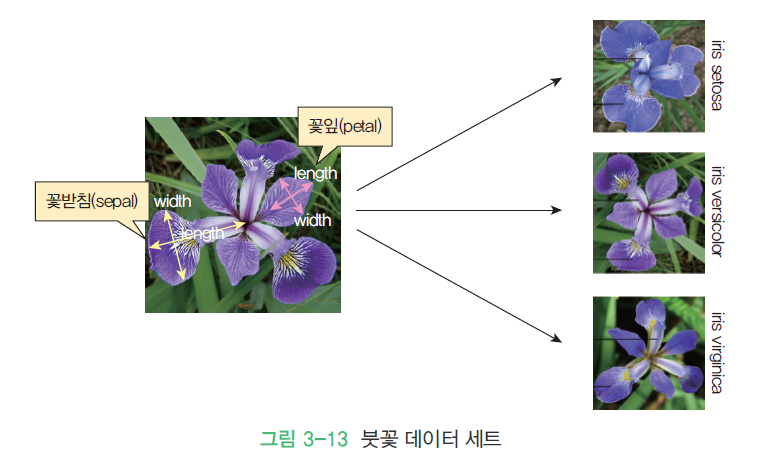 꽃잎(petal)
length
width
꽃받침(sepal)
width
length
iris setosa
iris versicolor
iris virginica
그림 3-13 붓꽃 데이터 세트